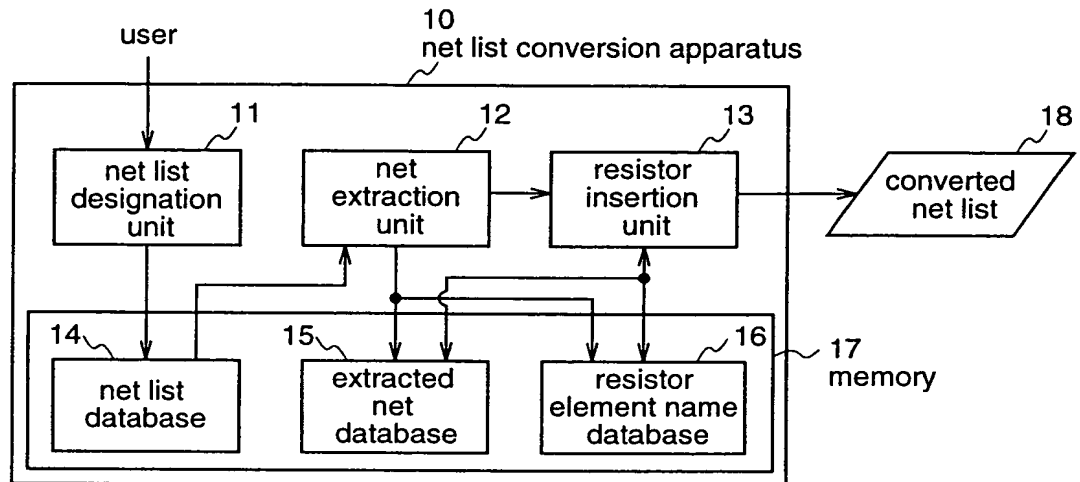 user
10
net list conversion apparatus
11
net list
designation
unit
12
net
extraction
unit
13
resistor
insertion
unit
18
converted
net list
14
net list
database
15
extracted
net
database
16
resistor
element name
database
17
memory